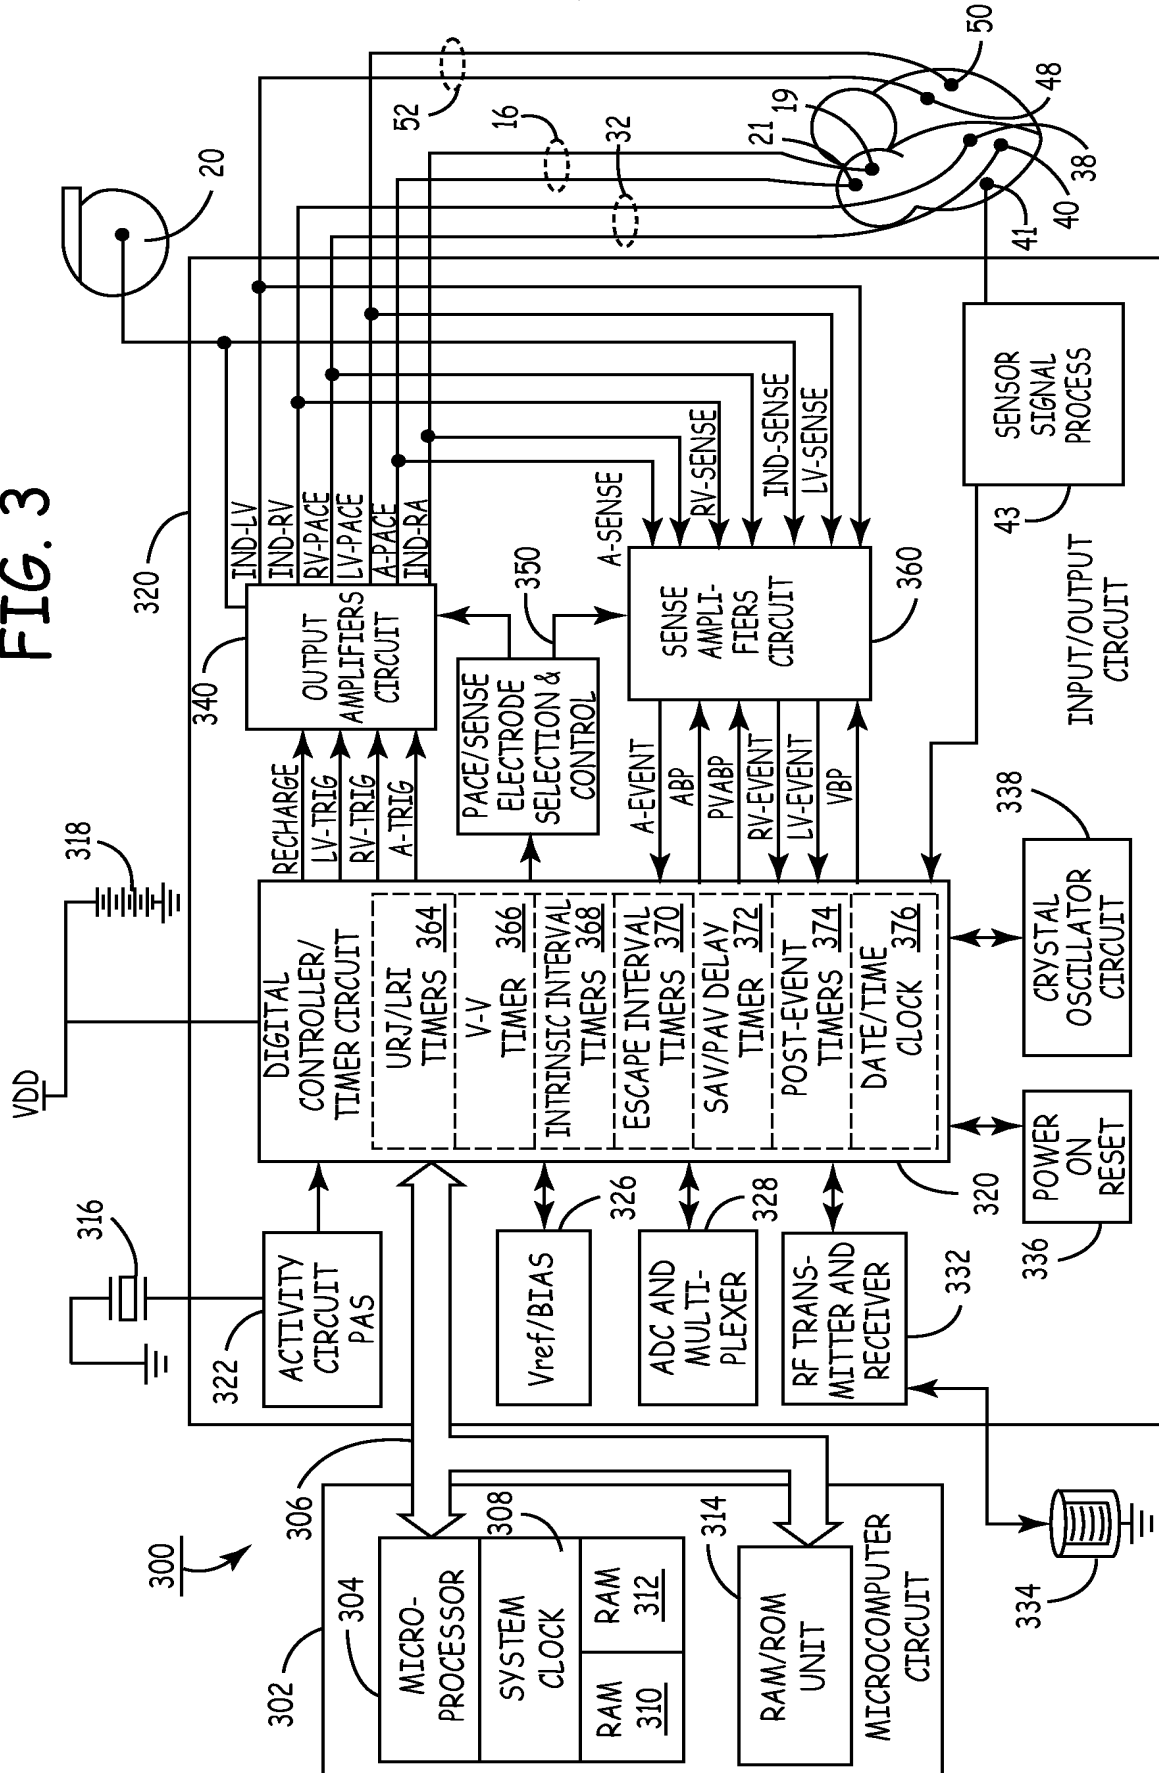 FIG. 3
300
302
304
MICRO-
PROCESSOR
SYSTEM
CLOCK
308
RAM
310
RAM
312
306
314
RAM/ROM
UNIT
MICROCOMPUTER
CIRCUIT
334
316
322
ACTIVITY
CIRCUIT
PAS
Vref/BIAS
326
ADC AND
MULTI-
PLEXER
328
RF TRANS-
MITTER AND
RECEIVER
332
VDD
318
DIGITAL
CONTROLLER/
TIMER CIRCUIT
URJ/LRI
TIMERS 364
V-V
TIMER 366
INTRINSIC INTERVAL
TIMERS 368
ESCAPE INTERVAL
TIMERS 370
SAV/PAV DELAY
TIMER 372
POST-EVENT
TIMERS 374
DATE/TIME
CLOCK 376
320
POWER
ON
RESET
336
CRYSTAL
OSCILLATOR
CIRCUIT
338
RECHARGE
LV-TRIG
RV-TRIG
A-TRIG
PACE/SENSE
ELECTRODE
SELECTION &
CONTROL
350
A-EVENT
ABP
PVABP
RV-EVENT
LV-EVENT
VBP
320
340
OUTPUT
AMPLIFIERS
CIRCUIT
SENSE
AMPLI-
FIERS
CIRCUIT
360
INPUT/OUTPUT
CIRCUIT
IND-LV
IND-RV
RV-PACE
LV-PACE
A-PACE
IND-RA
A-SENSE
RV-SENSE
IND-SENSE
LV-SENSE
SENSOR
SIGNAL
PROCESS
43
20
52
16
32
21
19
50
48
38
40
41